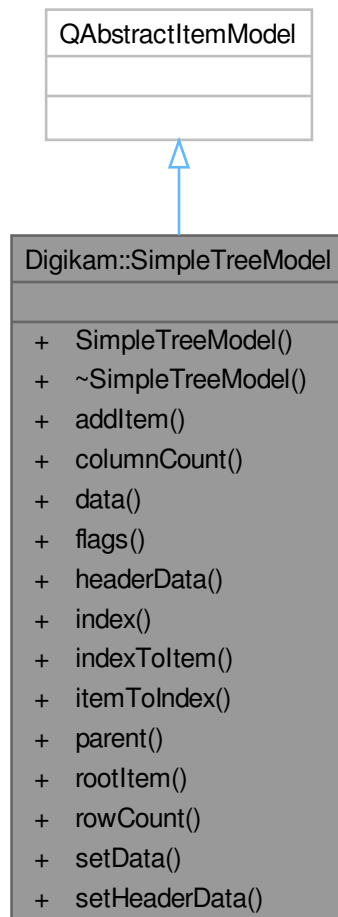 QAbstractItemModel
Digikam::SimpleTreeModel
+ SimpleTreeModel()
+ ~SimpleTreeModel()
+ addItem()
+ columnCount()
+ data()
+ flags()
+ headerData()
+ index()
+ indexToItem()
+ itemToIndex()
+ parent()
+ rootItem()
+ rowCount()
+ setData()
+ setHeaderData()